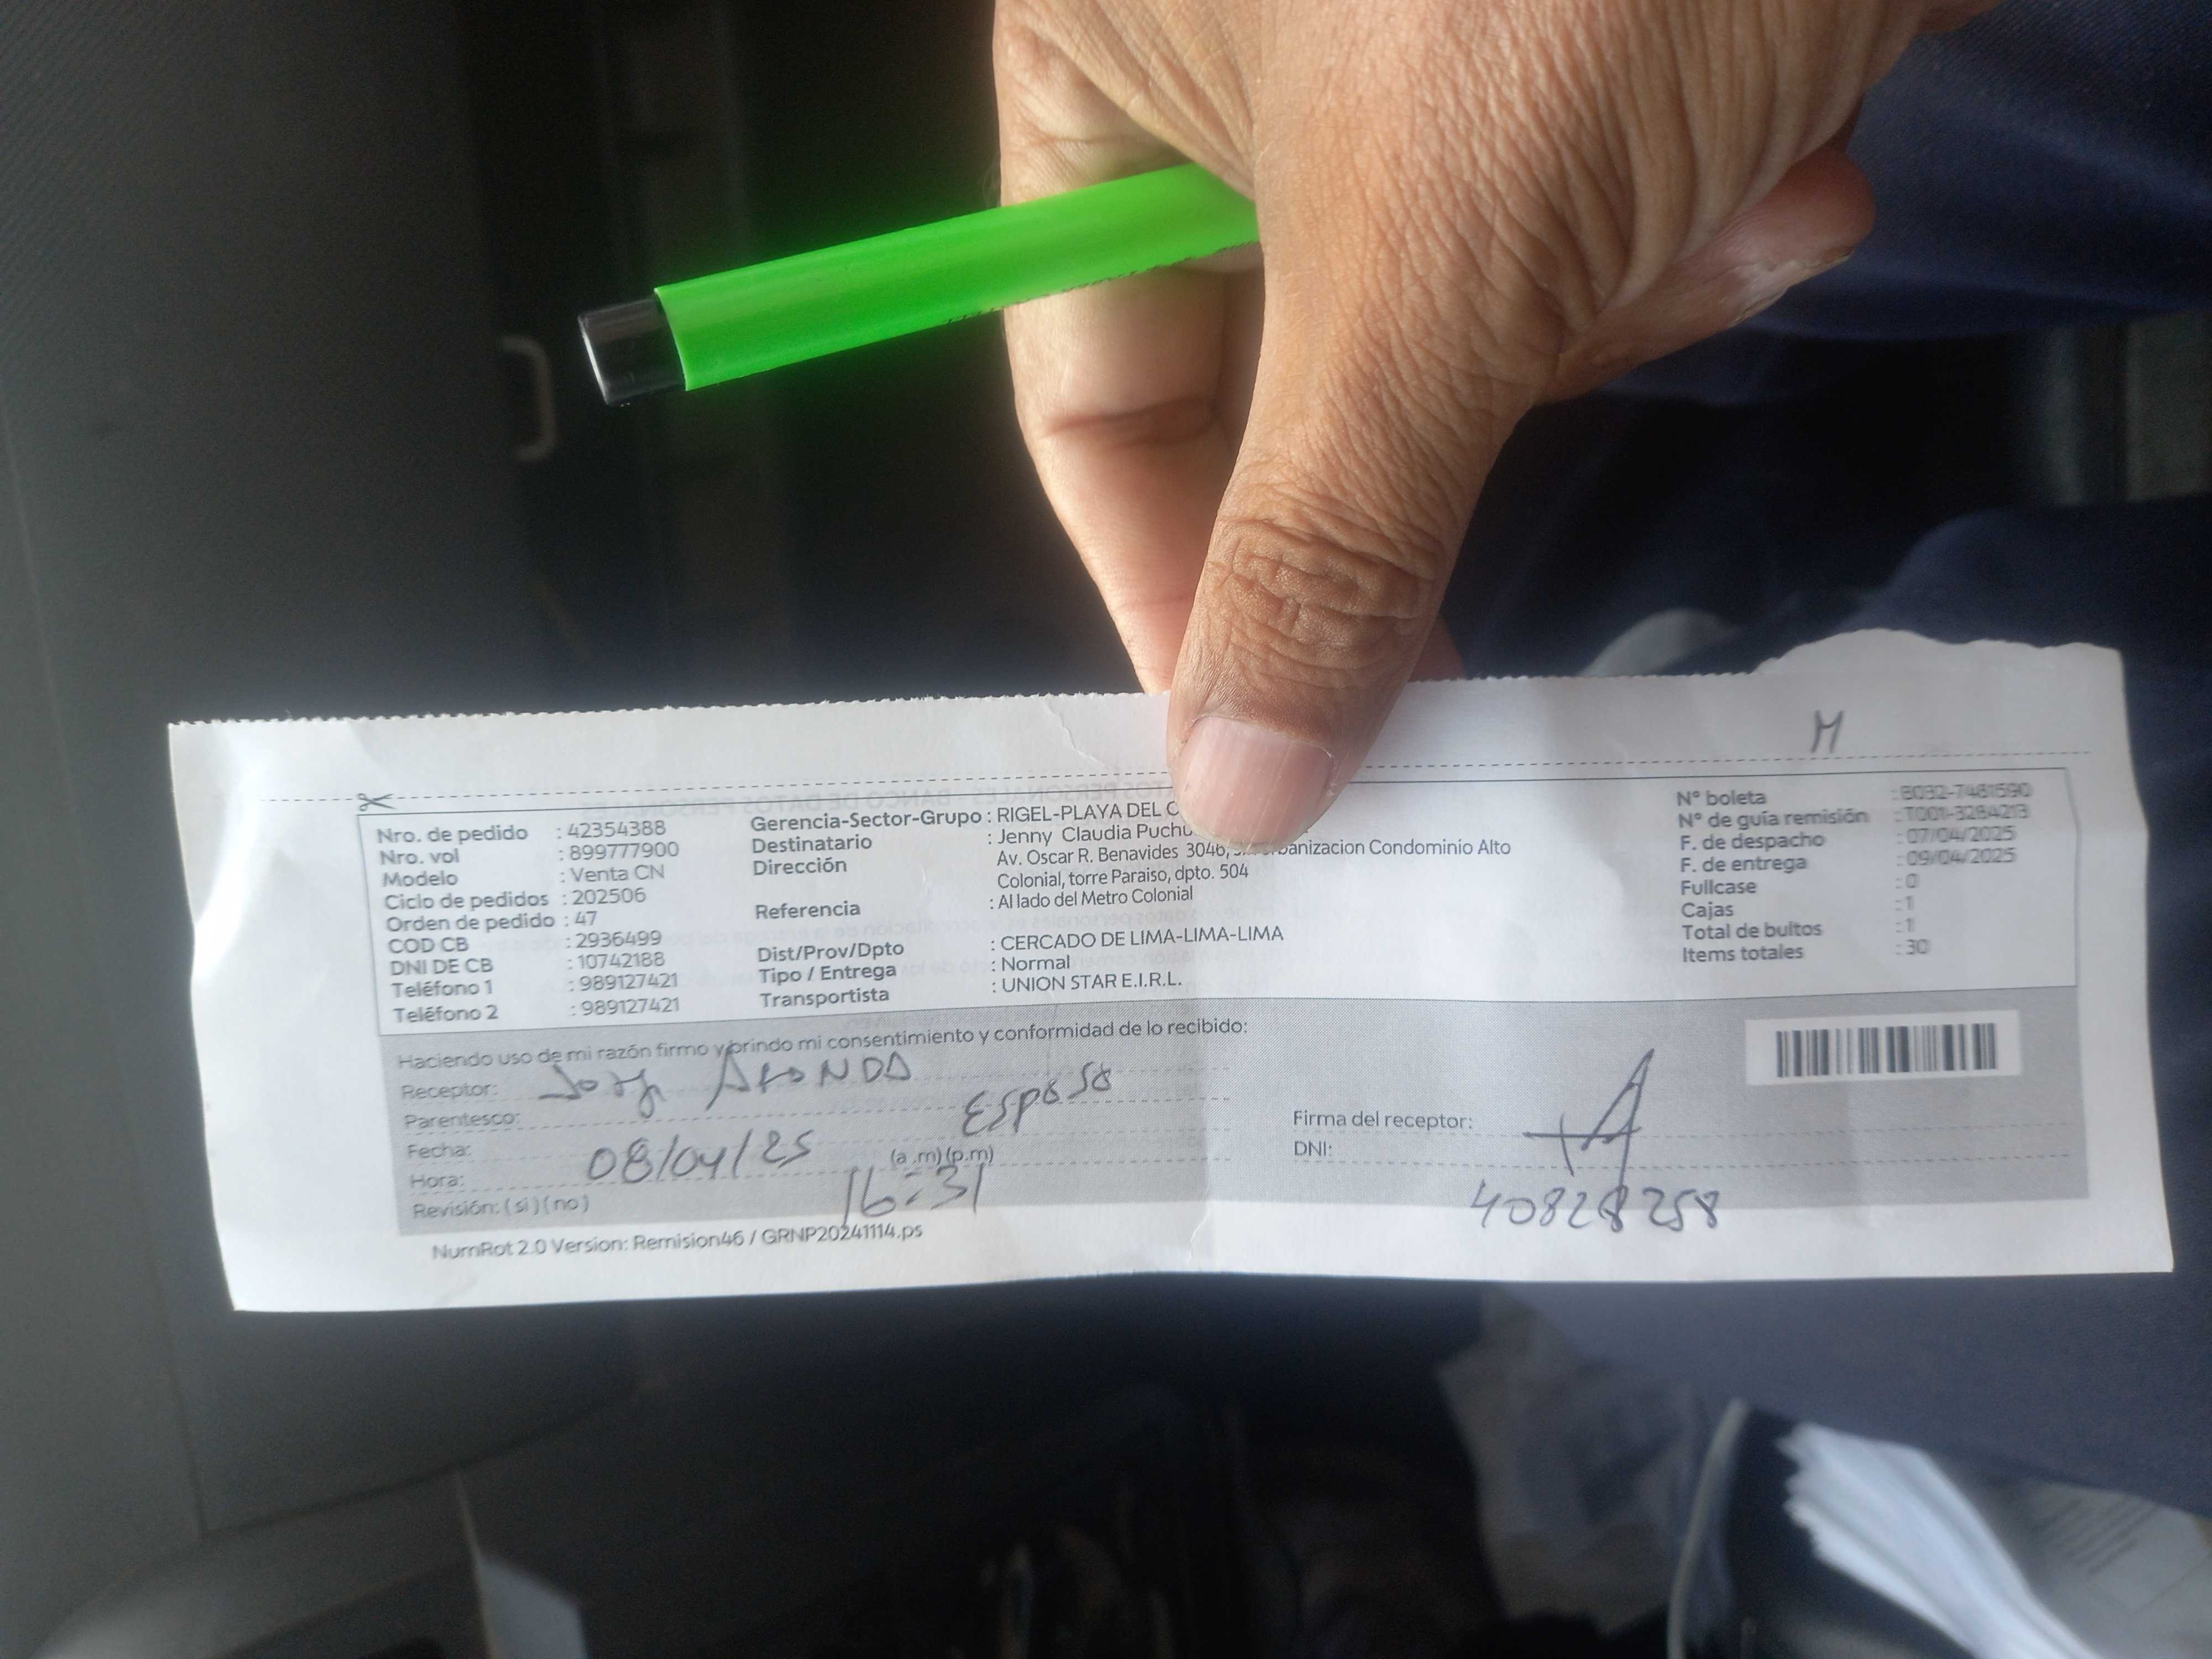 M
Nro. de pedido : 42354388
Nro. vol : 899777900
Modelo : Venta CN
Ciclo de pedidos : 202506
Orden de pedido : 47
COD CB : 2936499
DNI DE CB : 10742188
Teléfono 1 : 989127421
Teléfono 2 : 989127421
Gerencia-Sector-Grupo : RIGEL-PLAYA DEL
Destinatario : Jenny Claudia
Dirección Av. Oscar R. Benavides 3046, Condominio Alto
Colonial, torre Paraiso, dpto. 504
Referencia : Al lado del Metro Colonial
Dist/Prov/Dpto : CERCADO DE LIMA-LIMA-LIMA
Tipo / Entrega : Normal
Transportista : UNION STAR E.I.R.L.
N° boleta : B032-7481590
N° de guía remisión : T001-3284213
F. de despacho : 07/04/2025
F. de entrega : 09/04/2025
Fullcase : 0
Cajas : 1
Total de bultos : 1
Items totales : 30
Haciendo uso de mi razón firmo y brindo mi consentimiento y conformidad de lo recibido:
Receptor:
Parentesco: Esposo
Fecha: 08/04/25
Hora: 16:31 (a.m) (p.m)
Revisión: ( si ) ( no )
Firma del receptor:
DNI: 40828258
NumRot 2.0 Version: Remision46 / GRNP20241114.ps